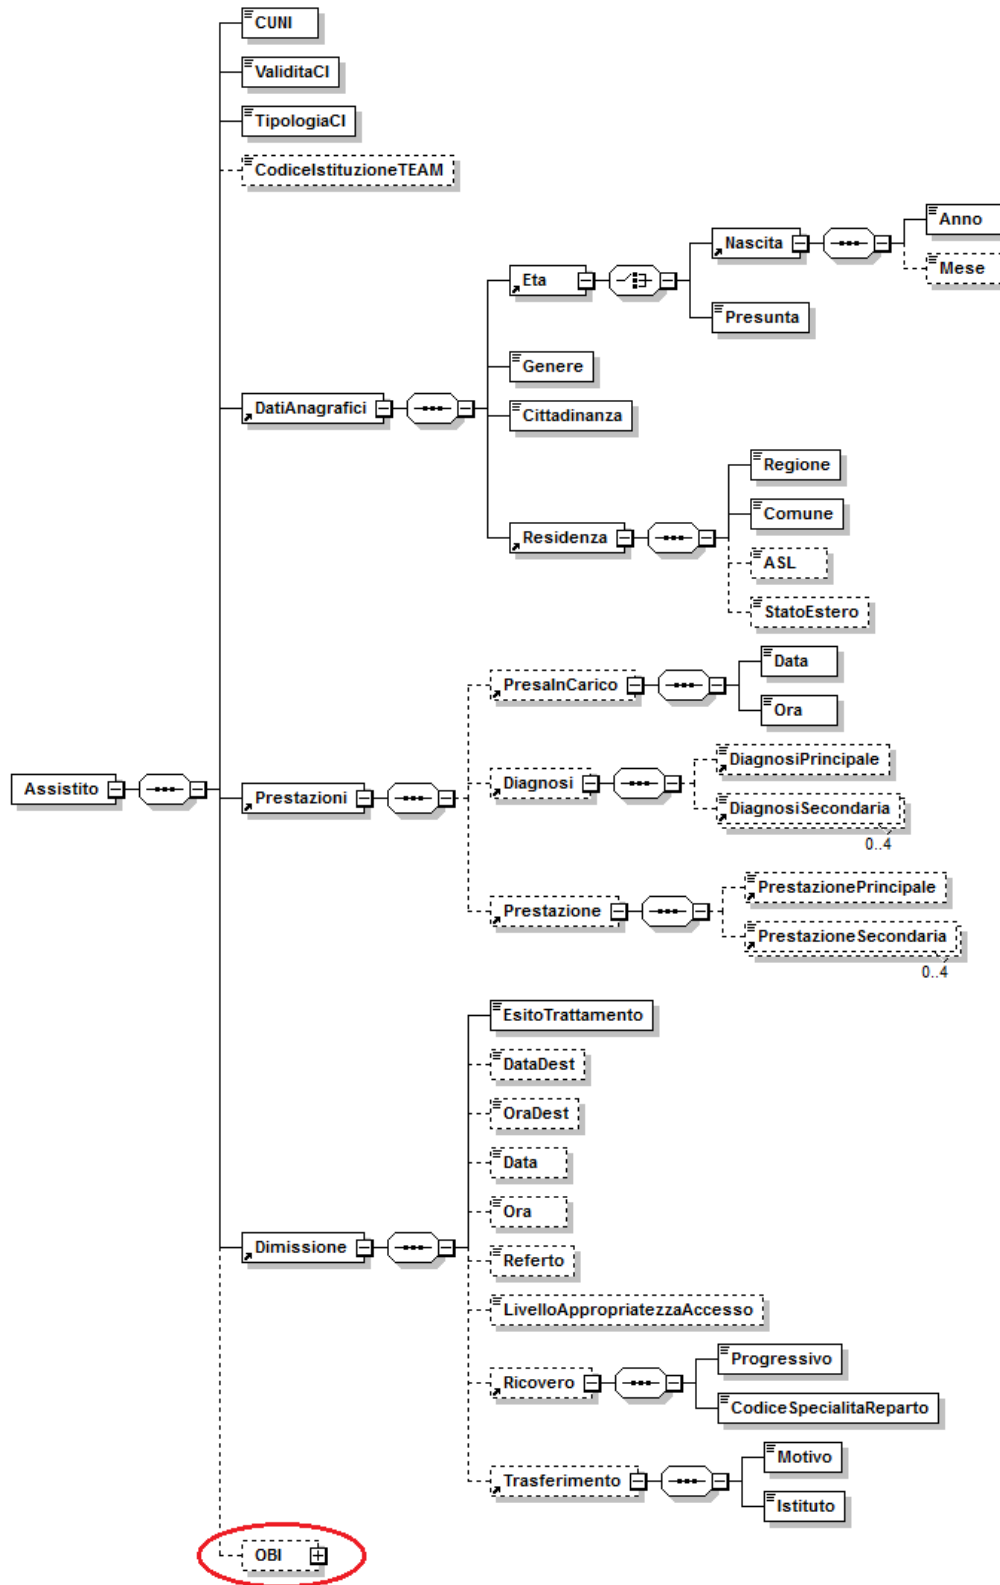 CUNI
ValiditaCI
TipologiaCI
CodiceIstituzioneTEAM
Anno
Nascita
Mese
Eta
Presunta
Genere
DatiAnagrafici
Cittadinanza
Regione
Comune
Residenza
ASL
StatoEstero
Data
PresaInCarico
Ora
DiagnosiPrincipale
Diagnosi
Assistito
Prestazioni
DiagnosiSecondaria
0..4
PrestazionePrincipale
Prestazione
PrestazioneSecondaria
0..4
EsitoTrattamento
DataDest
OraDest
Data
Ora
Dimissione
Referto
LivelloAppropriatezzaAccesso
Progressivo
Ricovero
CodiceSpecialitaReparto
Motivo
Trasferimento
Istituto
OBI